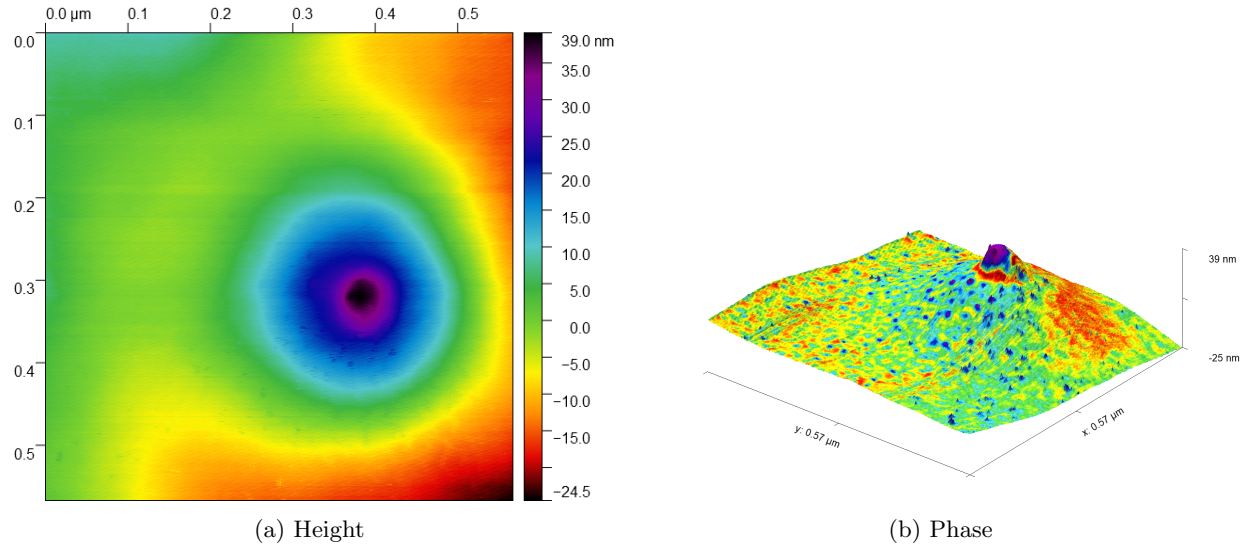 0.0 µm 0.1 0.2 0.3 0.4 0.5
0.0
0.1
0.2
0.3
0.4
0.5
39.0 nm
35.0
30.0
25.0
20.0
15.0
10.0
5.0
0.0
−5.0
−10.0
−15.0
−24.5
39 nm
-25 nm
y: 0.57 µm
x: 0.57 µm
(a) Height
(b) Phase